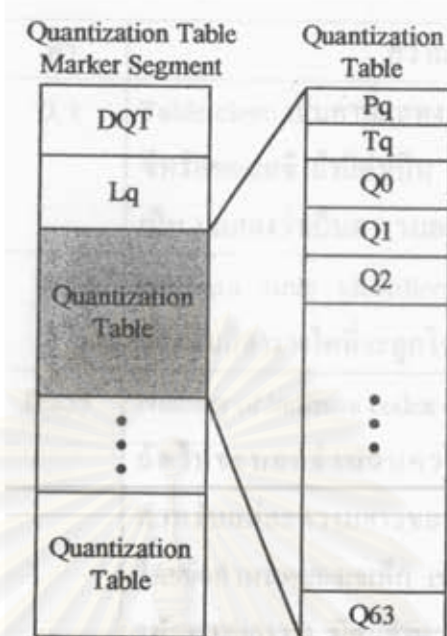 Quantization Table
Marker Segment
DQT
Lq
Quantization
Table
Quantization
Table
Quantization
Table
Pq
Tq
Q0
Q1
Q2
Q63